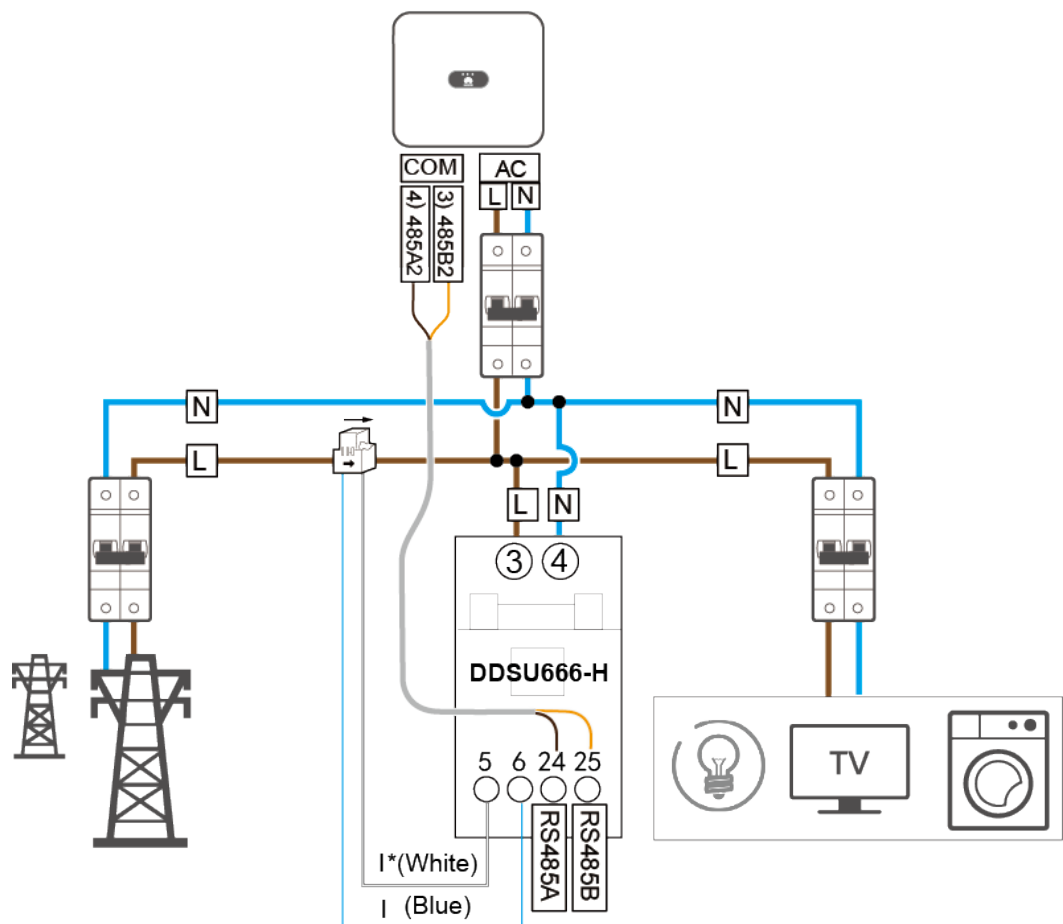 COM
AC
L N
4) 485A2
3) 485B2
N
N
L
L
L N
3 4
DDSU666-H
5 6 24 25
RS485A
RS485B
TV
I*(White)
I (Blue)